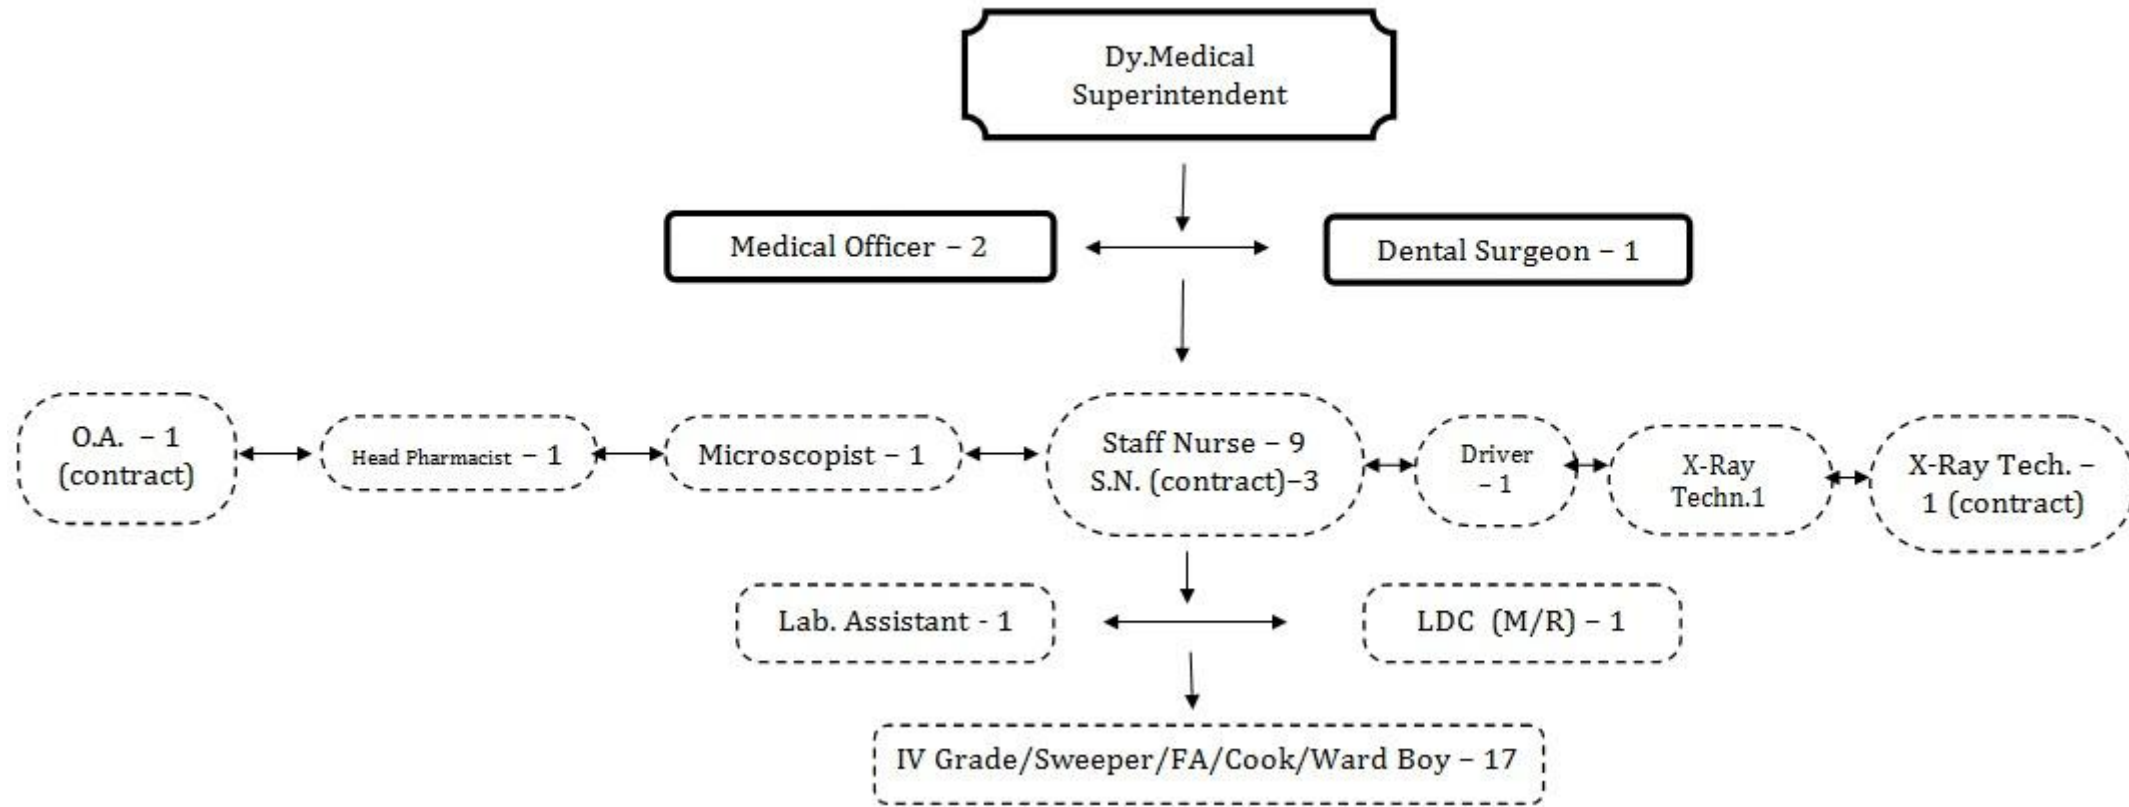 Dy.Medical
Superintendent
Medical Officer – 2
Dental Surgeon – 1
O.A. – 1
(contract)
Head Pharmacist – 1
Microscopist – 1
Staff Nurse – 9
S.N. (contract)–3
Driver
– 1
X-Ray
Techn.1
X-Ray Tech. –
1 (contract)
Lab. Assistant - 1
LDC (M/R) – 1
IV Grade/Sweeper/FA/Cook/Ward Boy – 17